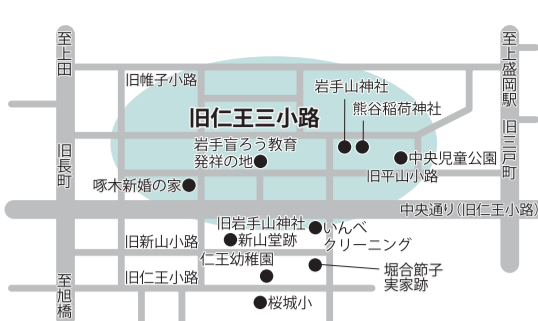 至上田
至上盛岡駅
旧帷子小路
岩手山神社
熊谷稲荷神社
旧仁王三小路
旧三戸町
岩手盲ろう教育
発祥の地
旧長町
中央児童公園
旧平山小路
啄木新婚の家
中央通り(旧仁王小路)
旧岩手山神社
いんべ
クリーニング
旧新山小路
新山堂跡
仁王幼稚園
堀合節子
実家跡
旧仁王小路
至旭橋
桜城小